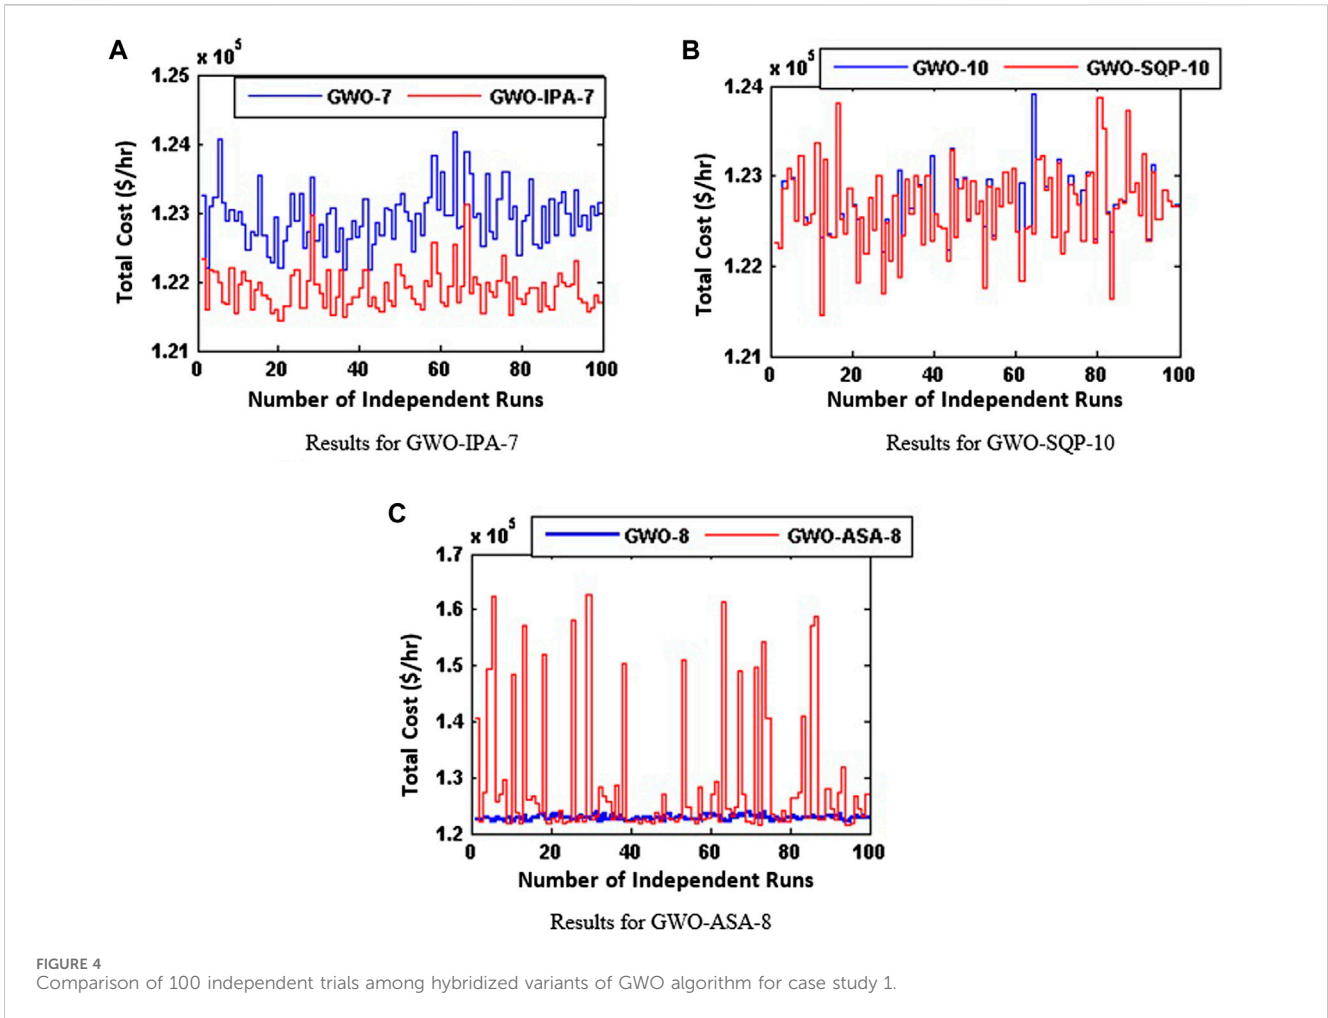 A
x 10^5
GWO-7 GWO-IPA-7
1.25
1.24
1.23
1.22
1.21
Total Cost ($/hr)
0 20 40 60 80 100
Number of Independent Runs
Results for GWO-IPA-7
B
x 10^5
GWO-10 GWO-SQP-10
1.24
1.23
1.22
1.21
Total Cost ($/hr)
0 20 40 60 80 100
Number of Independent Runs
Results for GWO-SQP-10
C
x 10^5
GWO-8 GWO-ASA-8
1.7
1.6
1.5
1.4
1.3
1.2
Total Cost ($/hr)
0 20 40 60 80 100
Number of Independent Runs
Results for GWO-ASA-8
FIGURE 4
Comparison of 100 independent trials among hybridized variants of GWO algorithm for case study 1.